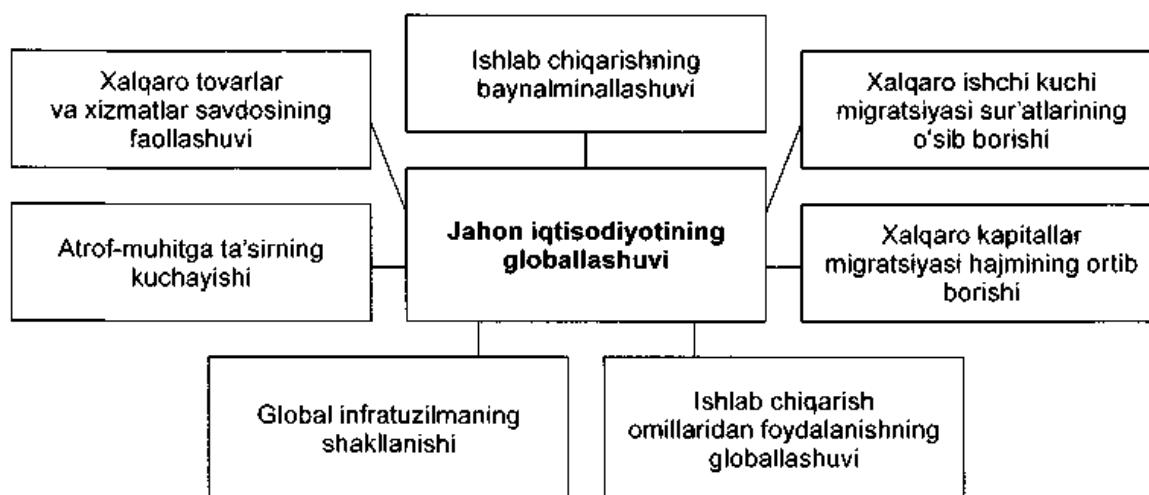 Ishlab chiqarishning
baynalminallashuvi
Xalqaro tovarlar
va xizmatlar savdosining
faollashuvi
Xalqaro ishchi kuchi
migratsiyasi sur'atlarining
o'sib borishi
Jahon iqtisodiyotining
globallashuvi
Atrof-muhitga ta'sirning
kuchayishi
Xalqaro kapitallar
migratsiyasi hajmining ortib
borishi
Global infratuzilmaning
shakllanishi
Ishlab chiqarish
omillaridan foydalanishning
globallashuvi